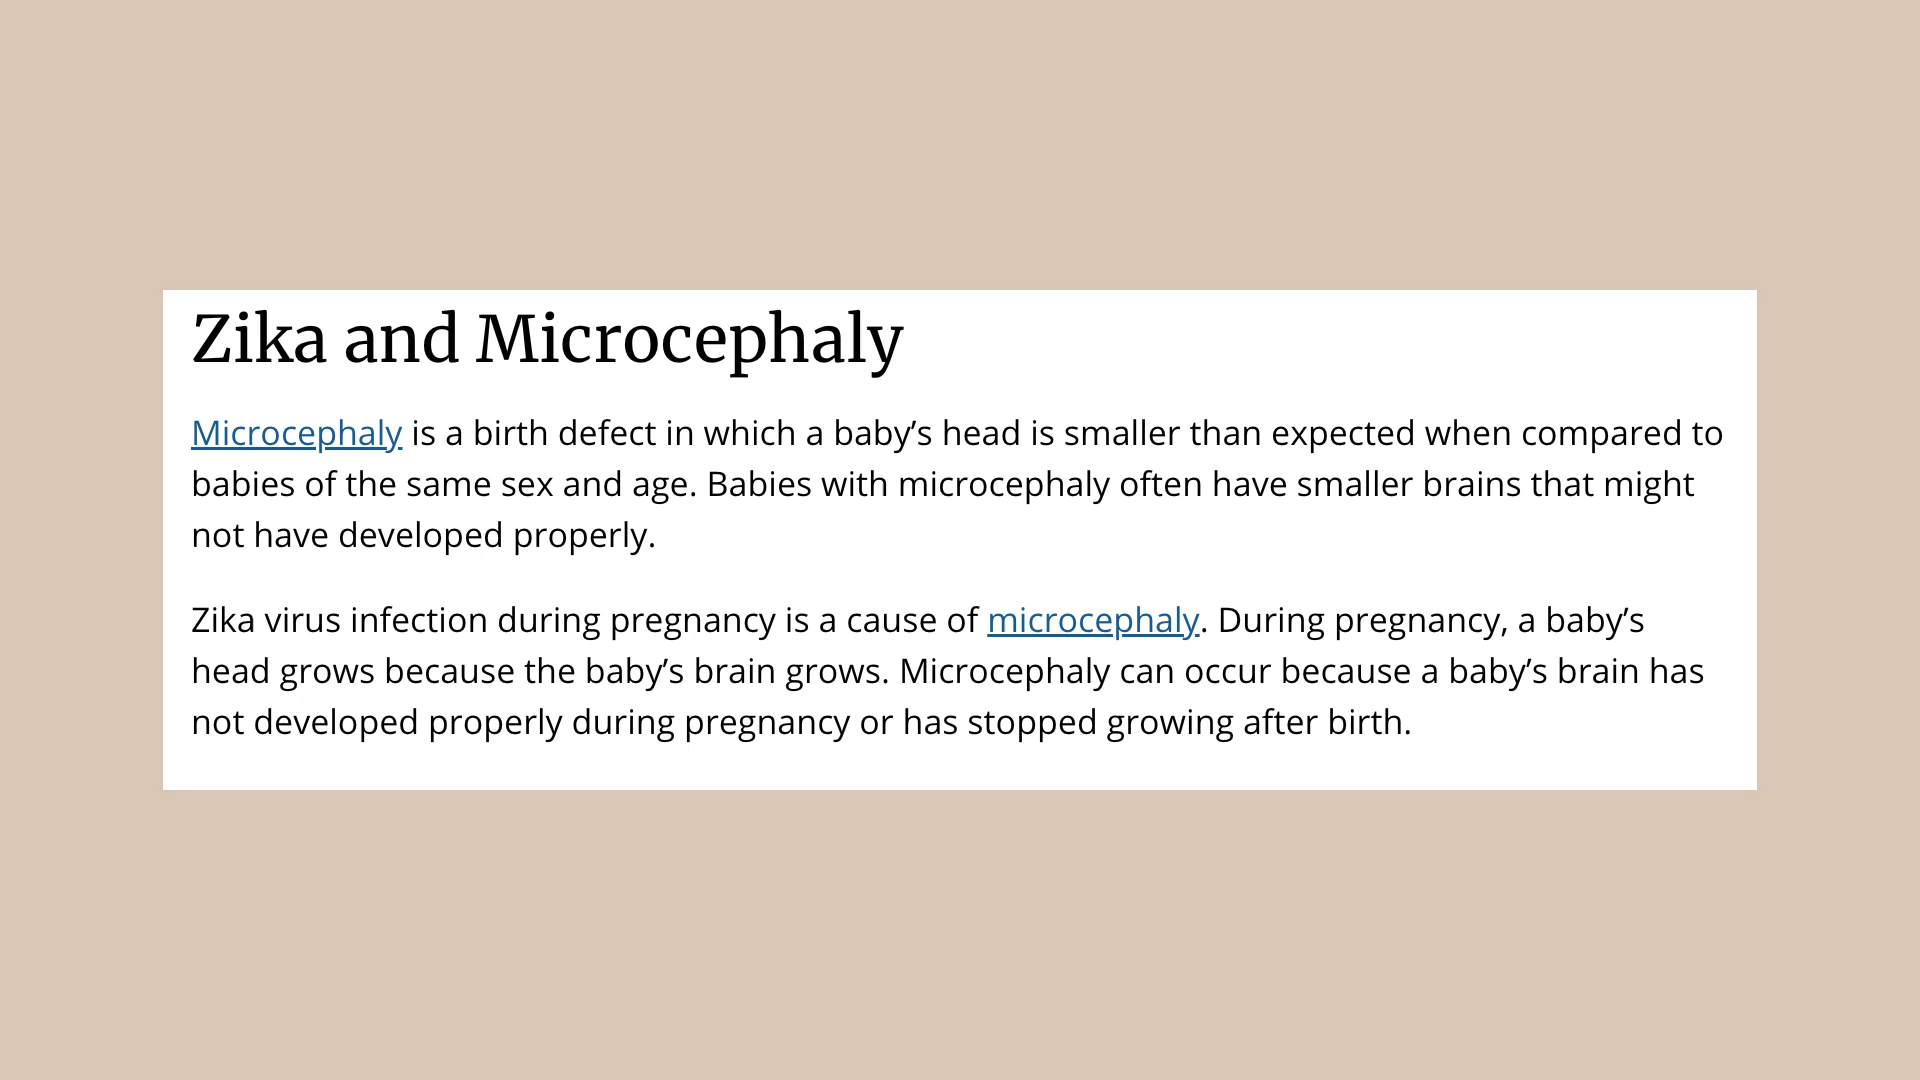 Zika and Microcephaly
Microcephaly is a birth defect in which a baby’s head is smaller than expected when compared to
babies of the same sex and age. Babies with microcephaly often have smaller brains that might
not have developed properly.
Zika virus infection during pregnancy is a cause of microcephaly. During pregnancy, a baby’s
head grows because the baby’s brain grows. Microcephaly can occur because a baby’s brain has
not developed properly during pregnancy or has stopped growing after birth.